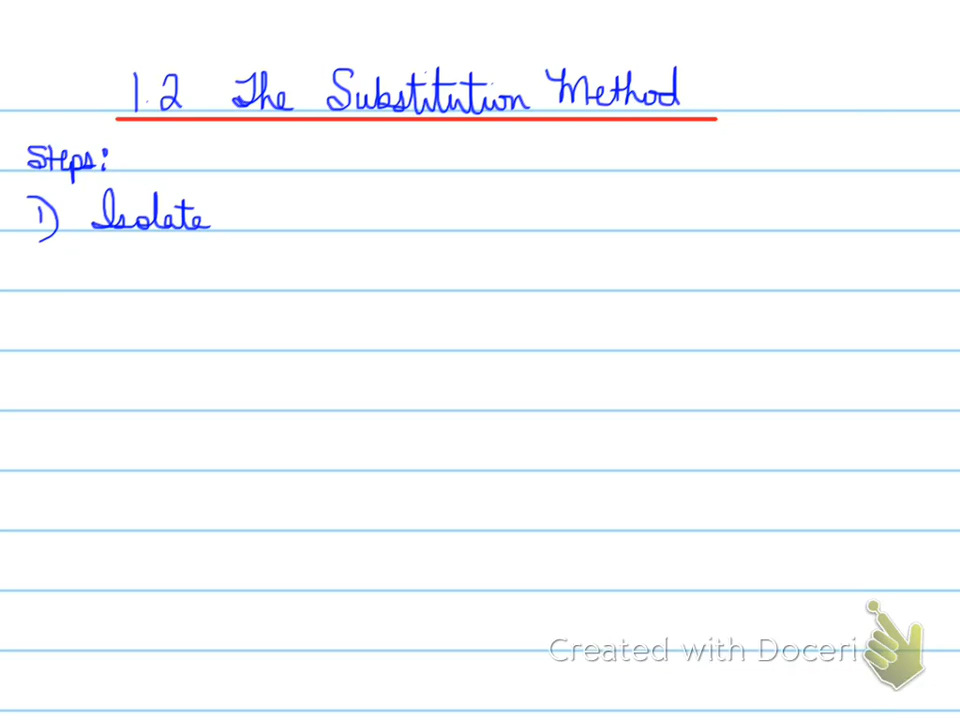 1.2 The Substitution Method
Steps:
1) Isolate
Created with Doceri